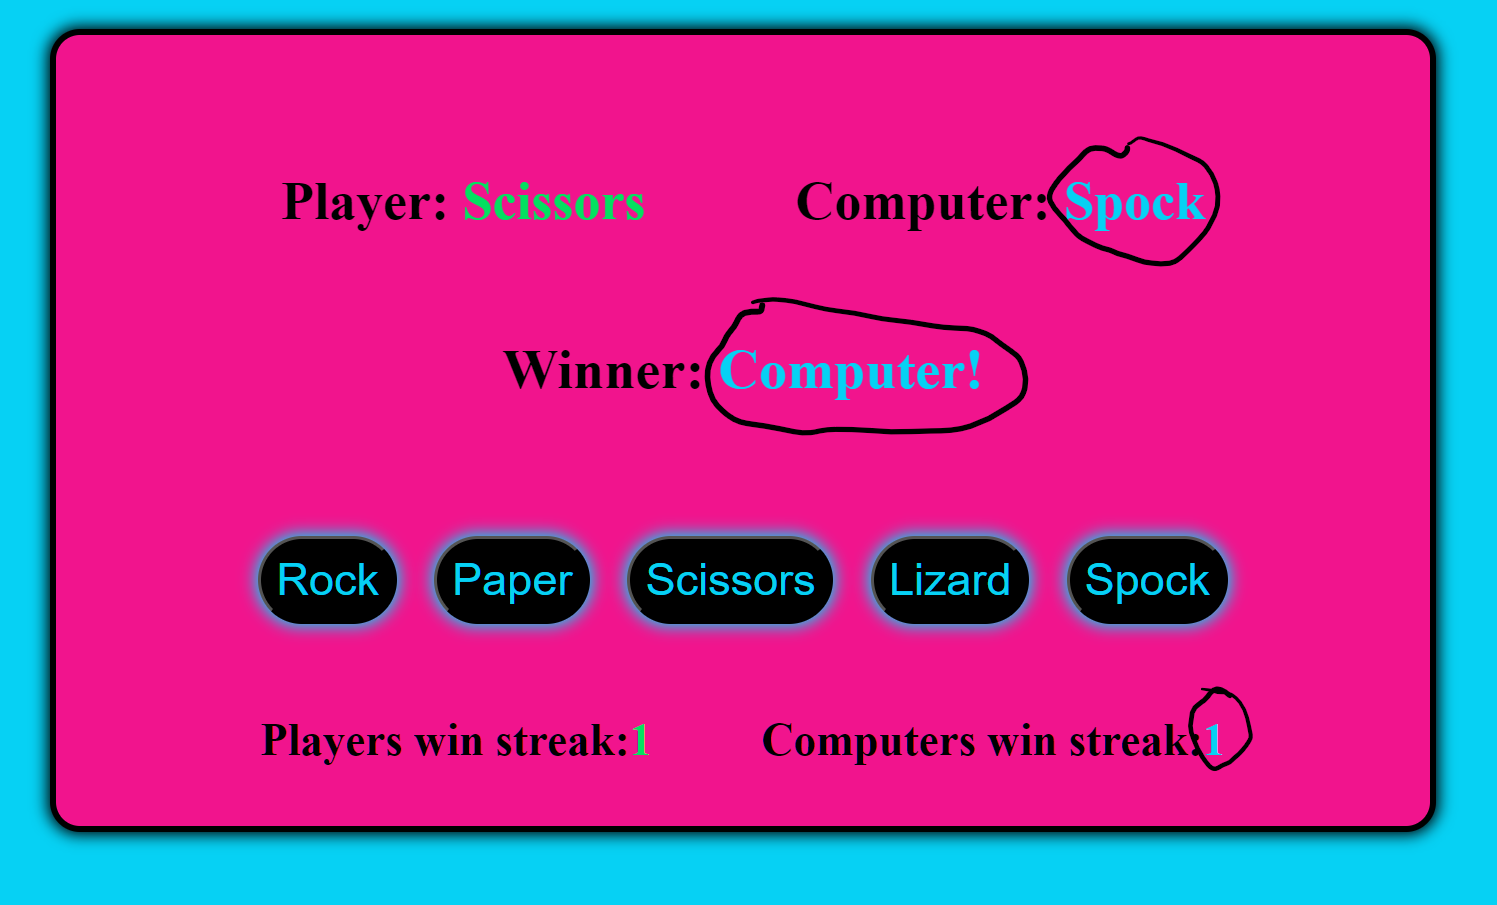 Player: Scissors Computer: Spock
Winner: Computer!
Rock Paper Scissors Lizard Spock
Players win streak:1 Computers win streak:1